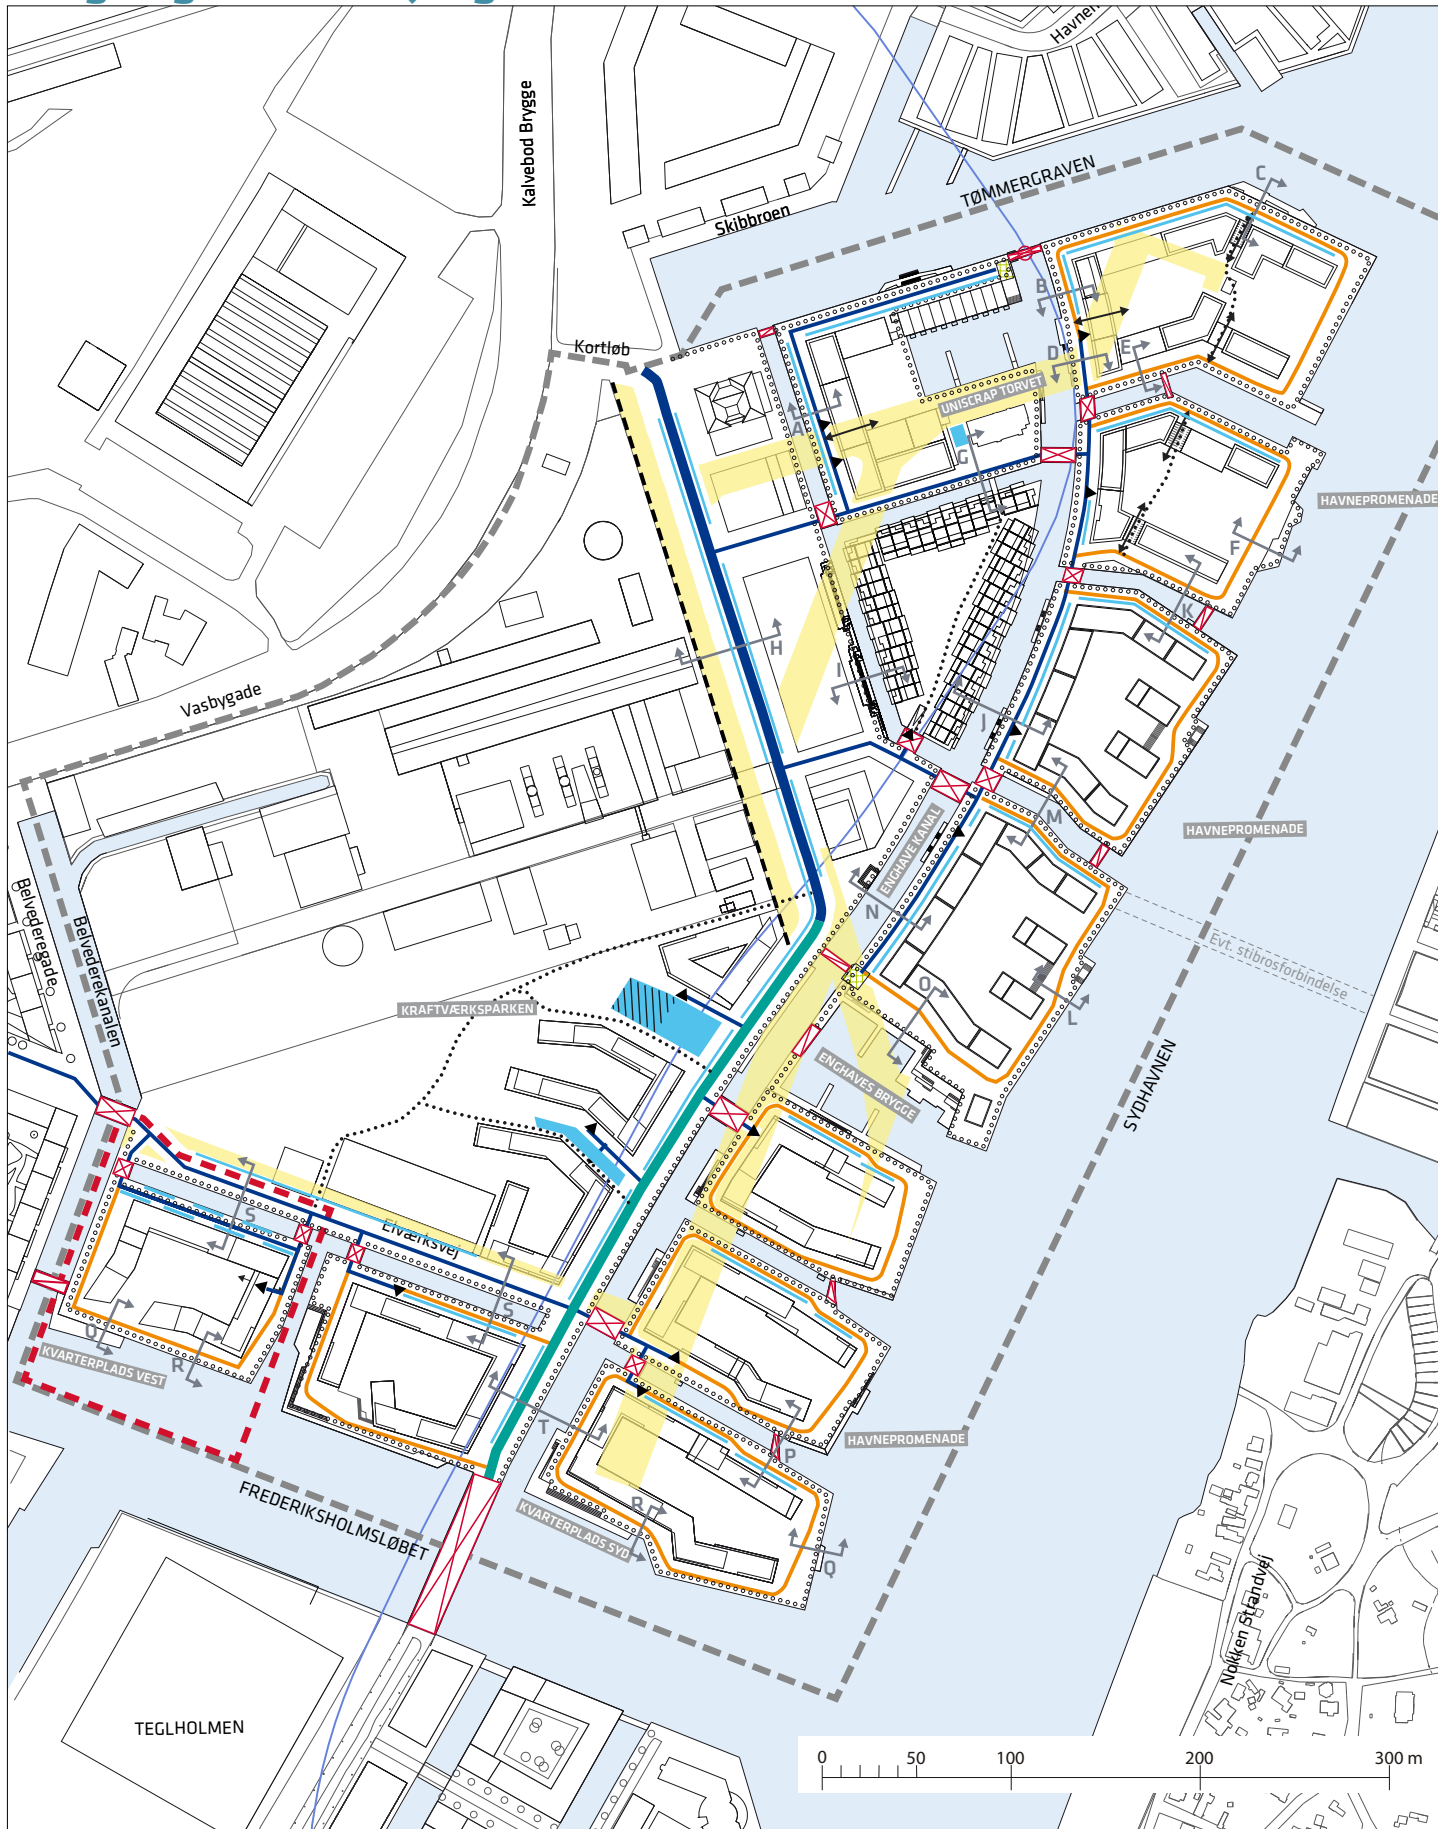 Havnen
Kalvebod Brygge
TØMMERGRAVEN
C
Skibbroen
B
Kortløb
D
E
UNISCRAP TORVET
A
G
HAVNEPROMENADE
F
K
H
I
Vasbygade
J
M
HAVNEPROMENADE
ENGHAVE KANAL
N
Belvederegade
Belvederekanalen
Evt. stibrosforbindelse
O
KRAFTVÆRKSPARKEN
L
ENGHAVES BRYGGE
SYDHAVNEN
S
Elværksvej
S
U
KVARTERPLADS VEST
R
T
HAVNEPROMENADE
P
FREDERIKSHOLMSLØBET
R
KVARTERPLADS SYD
Q
Nokken Strandvej
TEGLHOLMEN
0 50 100 200 300 m